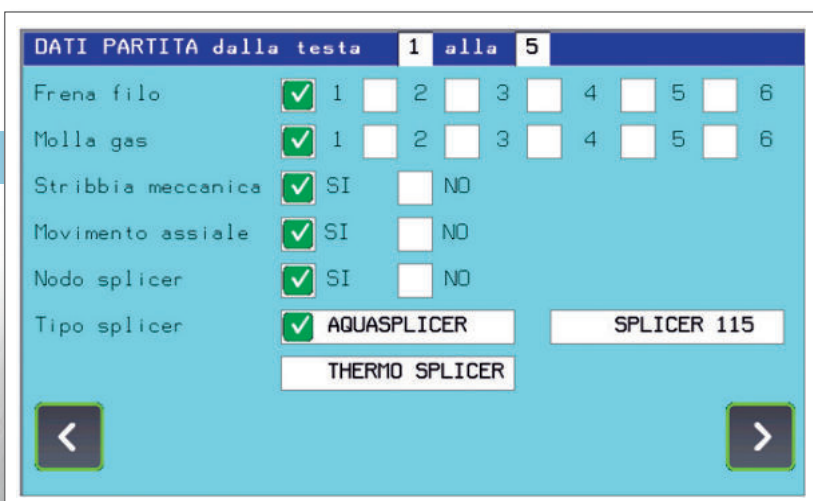 DATI PARTITA dalla testa 1 alla 5
Frena filo 1 2 3 4 5 6
Molla gas 1 2 3 4 5 6
Stribbia meccanica SI NO
Movimento assiale SI NO
Nodo splicer SI NO
Tipo splicer AQUASPLICER SPLICER 115
THERMO SPLICER